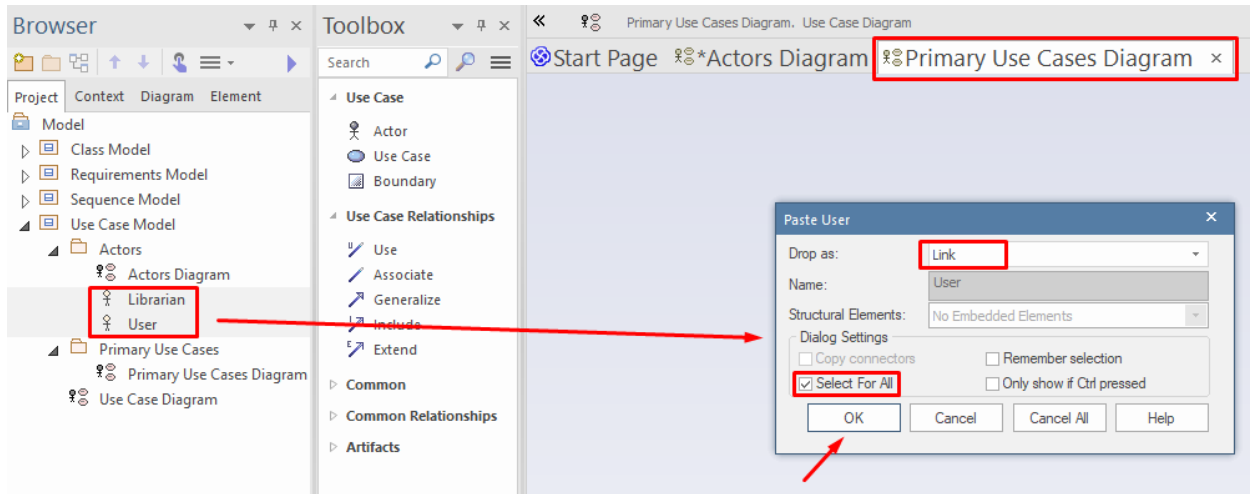 Browser
Project Context Diagram Element
Model
Class Model
Requirements Model
Sequence Model
Use Case Model
Actors
Actors Diagram
Librarian
User
Primary Use Cases
Primary Use Cases Diagram
Use Case Diagram
Toolbox
Search
Use Case
Actor
Use Case
Boundary
Use Case Relationships
Use
Associate
Generalize
Include
Extend
Common
Common Relationships
Artifacts
Primary Use Cases Diagram. Use Case Diagram
Start Page *Actors Diagram Primary Use Cases Diagram ×
Paste User
Drop as: Link
Name: User
Structural Elements: No Embedded Elements
Dialog Settings
Copy connectors Remember selection
Select For All Only show if Ctrl pressed
OK Cancel Cancel All Help